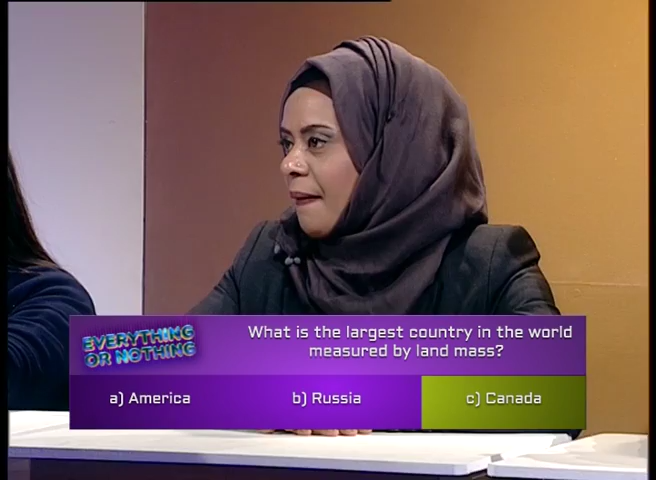 EVERYTHING
OR NOTHING
What is the largest country in the world
measured by land mass?
a) America
b) Russia
c) Canada